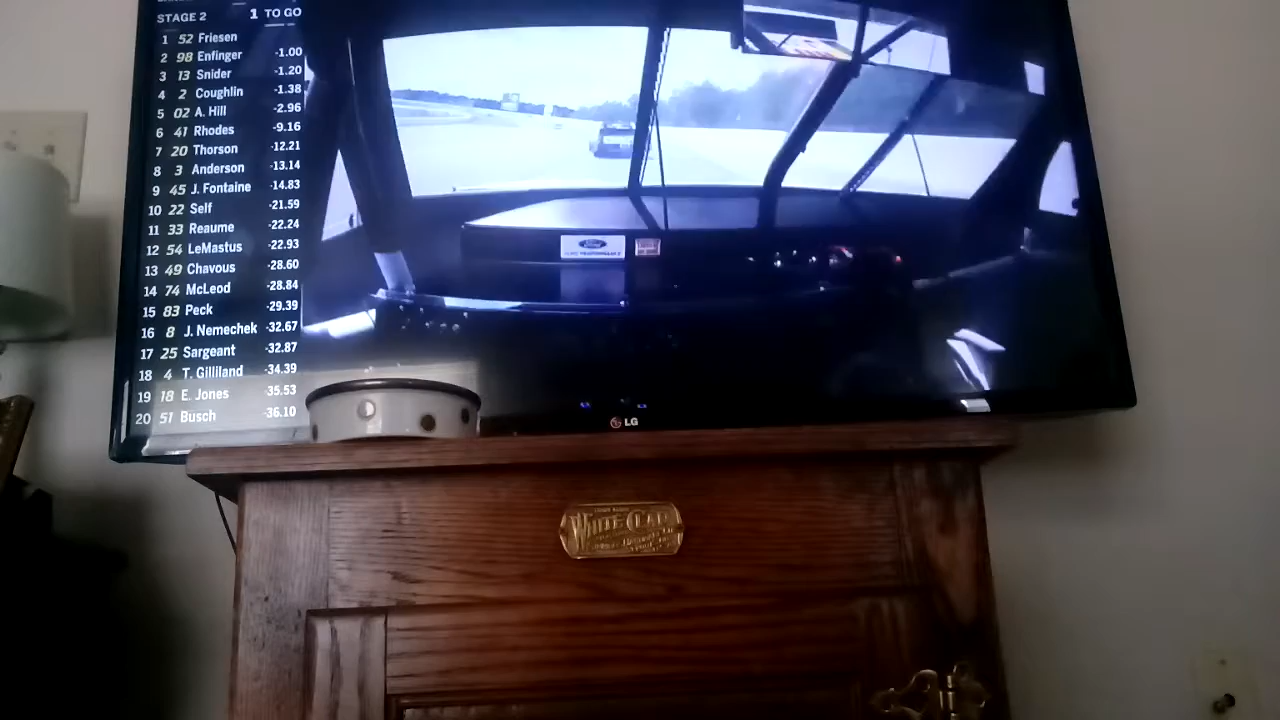 STAGE 2 1 TO GO
1 52 Friesen
2 98 Enfinger -1.00
3 13 Snider -1.20
4 2 Coughlin -1.38
5 02 A. Hill -2.96
6 41 Rhodes -9.16
7 20 Thorson -12.21
8 3 Anderson -13.14
9 45 J. Fontaine -14.83
10 22 Self -21.59
11 33 Reaume -22.24
12 54 LeMastus -22.93
13 49 Chavous -28.60
14 74 McLeod -28.84
15 83 Peck -29.39
16 8 J. Nemechek -32.67
17 25 Sargeant -32.87
18 4 T. Gilliland -34.39
19 18 E. Jones -35.53
20 51 Busch -36.10
Ford
LG
WHITE CLAD